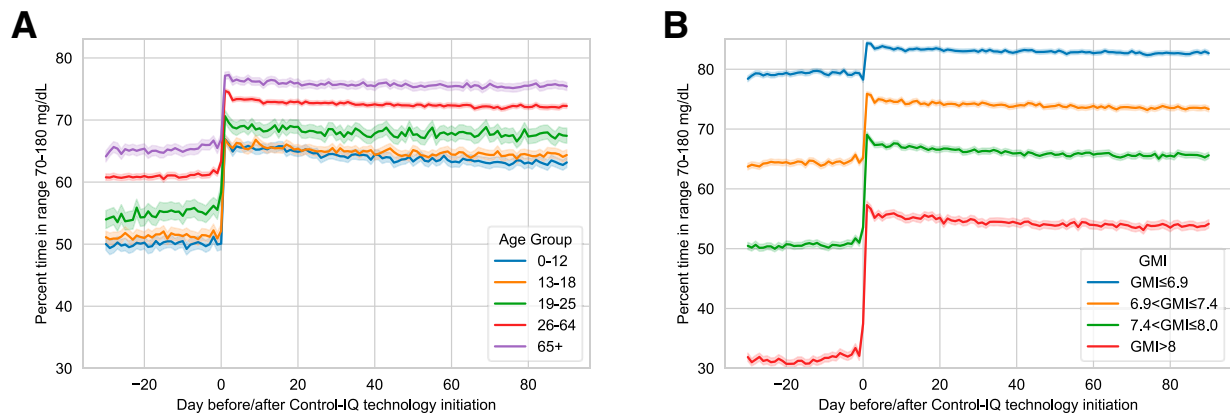 A
B
Percent time in range 70-180 mg/dL
80
70
60
50
40
30
−20
0
20
40
60
80
Day before/after Control-IQ technology initiation
Age Group
0-12
13-18
19-25
26-64
65+
Percent time in range 70-180 mg/dL
80
70
60
50
40
30
−20
0
20
40
60
80
Day before/after Control-IQ technology initiation
GMI
GMI≤6.9
6.9<GMI≤7.4
7.4<GMI≤8.0
GMI>8